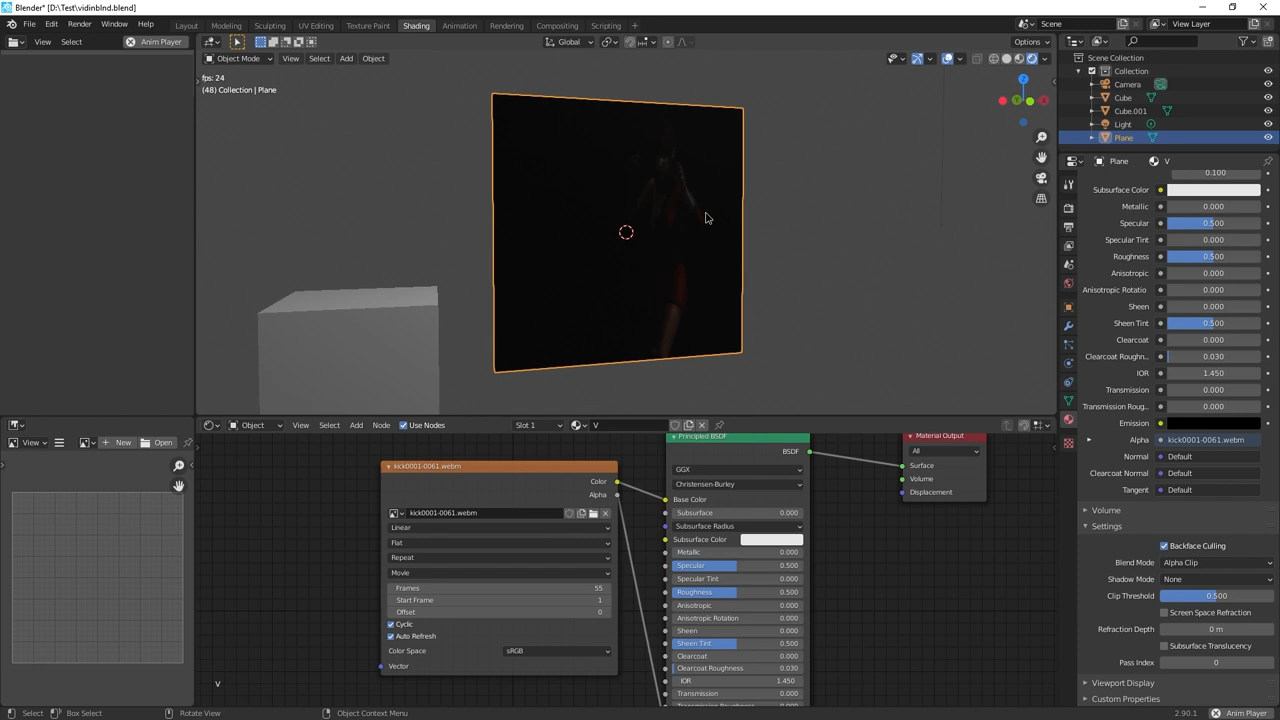 Blender* [D:\Test\vidinblnd.blend]
File Edit Render Window Help Layout Modeling Sculpting UV Editing Texture Paint Shading Animation Rendering Compositing Scripting Scene View Layer
View Select Anim Player Global Options
Object Mode View Select Add Object
fps: 24
(48) Collection | Plane
Z
Y
X
Scene Collection
Collection
Camera
Cube
Cube.001
Light
Plane
Plane V
0.100
Subsurface Color
Metallic 0.000
Specular 0.500
Specular Tint 0.000
Roughness 0.500
Anisotropic 0.000
Anisotropic Rotatio 0.000
Sheen 0.000
Sheen Tint 0.500
Clearcoat 0.000
Clearcoat Roughn... 0.030
IOR 1.450
Transmission 0.000
Transmission Roug... 0.000
Emission
Alpha kick0001-0061.webm
Normal Default
Clearcoat Normal Default
Tangent Default
Volume
Settings
Backface Culling
Blend Mode Alpha Clip
Shadow Mode None
Clip Threshold 0.500
Screen Space Refraction
Refraction Depth 0 m
Subsurface Translucency
Pass Index 0
Viewport Display
Custom Properties
View New Open
Object View Select Add Node Use Nodes Slot 1 V
kick0001-0061.webm
Color
Alpha
kick0001-0061.webm
Linear
Flat
Repeat
Movie
Frames 55
Start Frame 1
Offset 0
Cyclic
Auto Refresh
Color Space sRGB
Vector
Principled BSDF
BSDF
GGX
Christensen-Burley
Base Color
Subsurface 0.000
Subsurface Radius
Subsurface Color
Metallic 0.000
Specular 0.500
Specular Tint 0.000
Roughness 0.500
Anisotropic 0.000
Anisotropic Rotation 0.000
Sheen 0.000
Sheen Tint 0.500
Clearcoat 0.000
Clearcoat Roughness 0.030
IOR 1.450
Transmission 0.000
Material Output
All
Surface
Volume
Displacement
V
Select Box Select Rotate View Object Context Menu 2.90.1 Anim Player